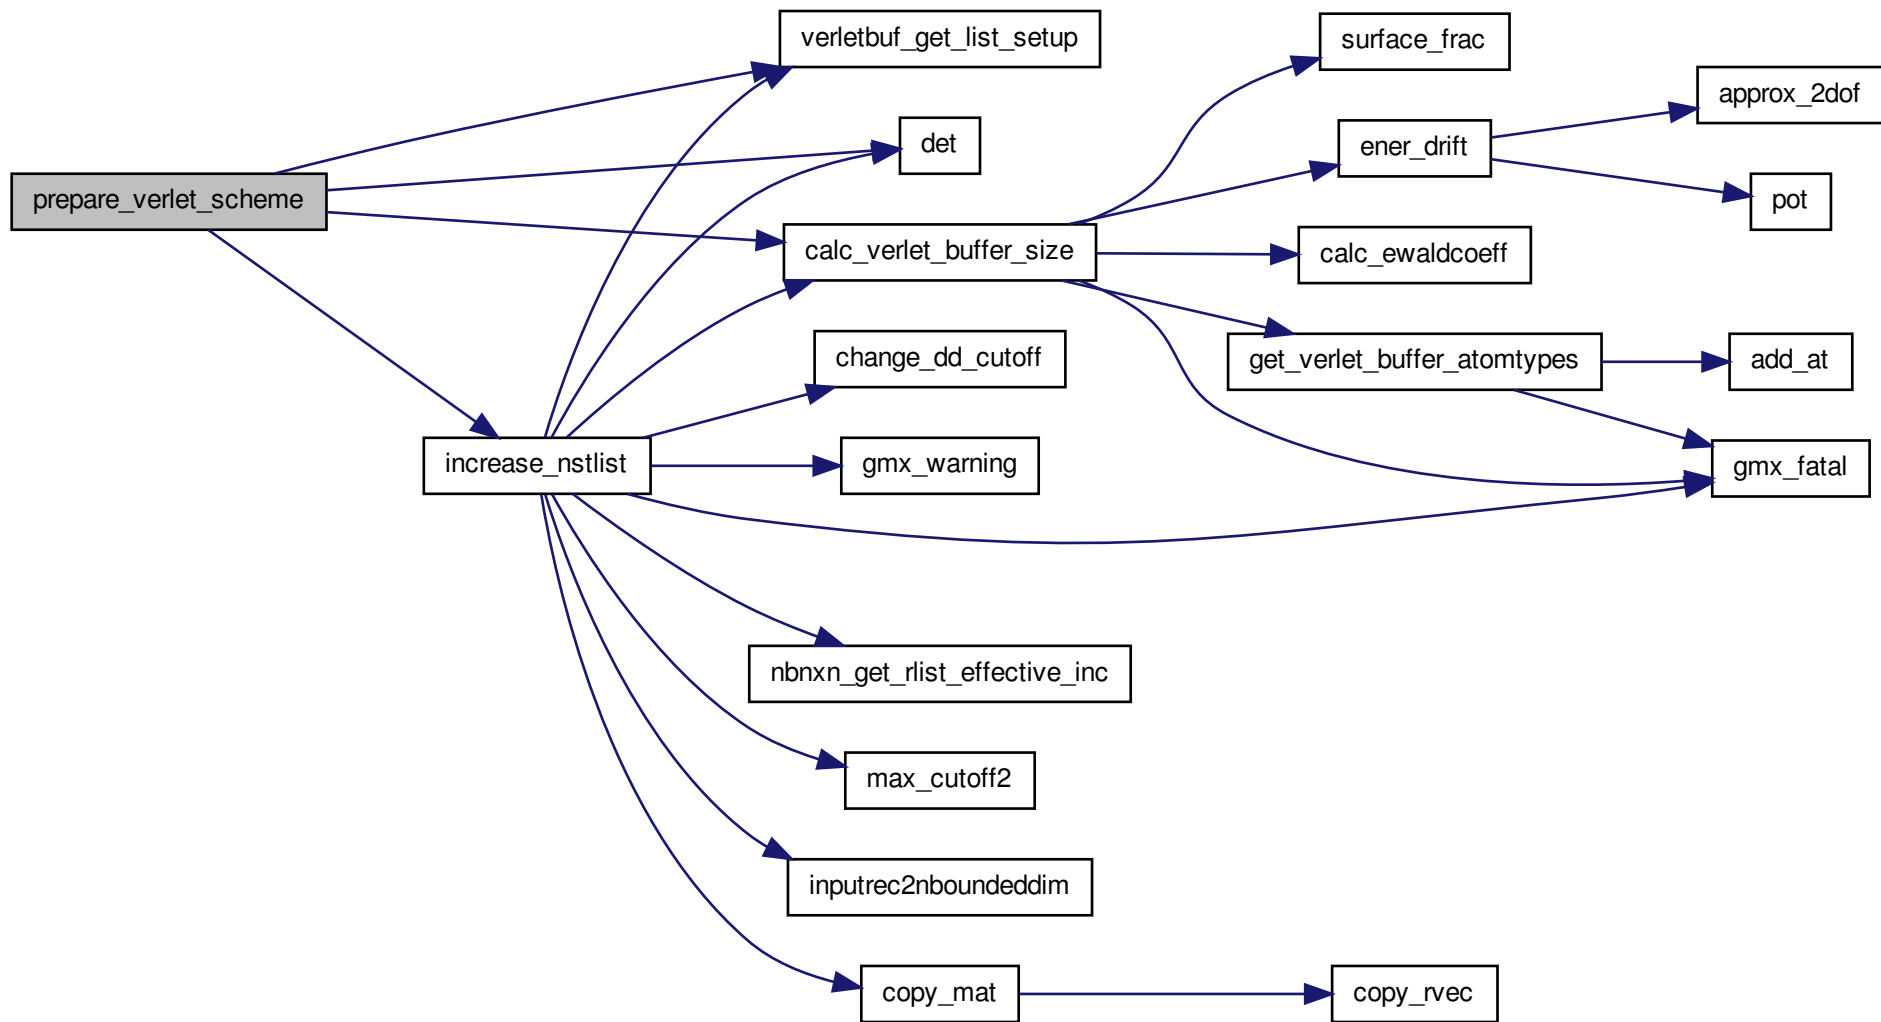 verletbuf_get_list_setup
surface_frac
approx_2dof
det
ener_drift
prepare_verlet_scheme
pot
calc_verlet_buffer_size
calc_ewaldcoeff
change_dd_cutoff
get_verlet_buffer_atomtypes
add_at
increase_nstlist
gmx_warning
gmx_fatal
nbnxn_get_rlist_effective_inc
max_cutoff2
inputrec2nboundeddim
copy_mat
copy_rvec